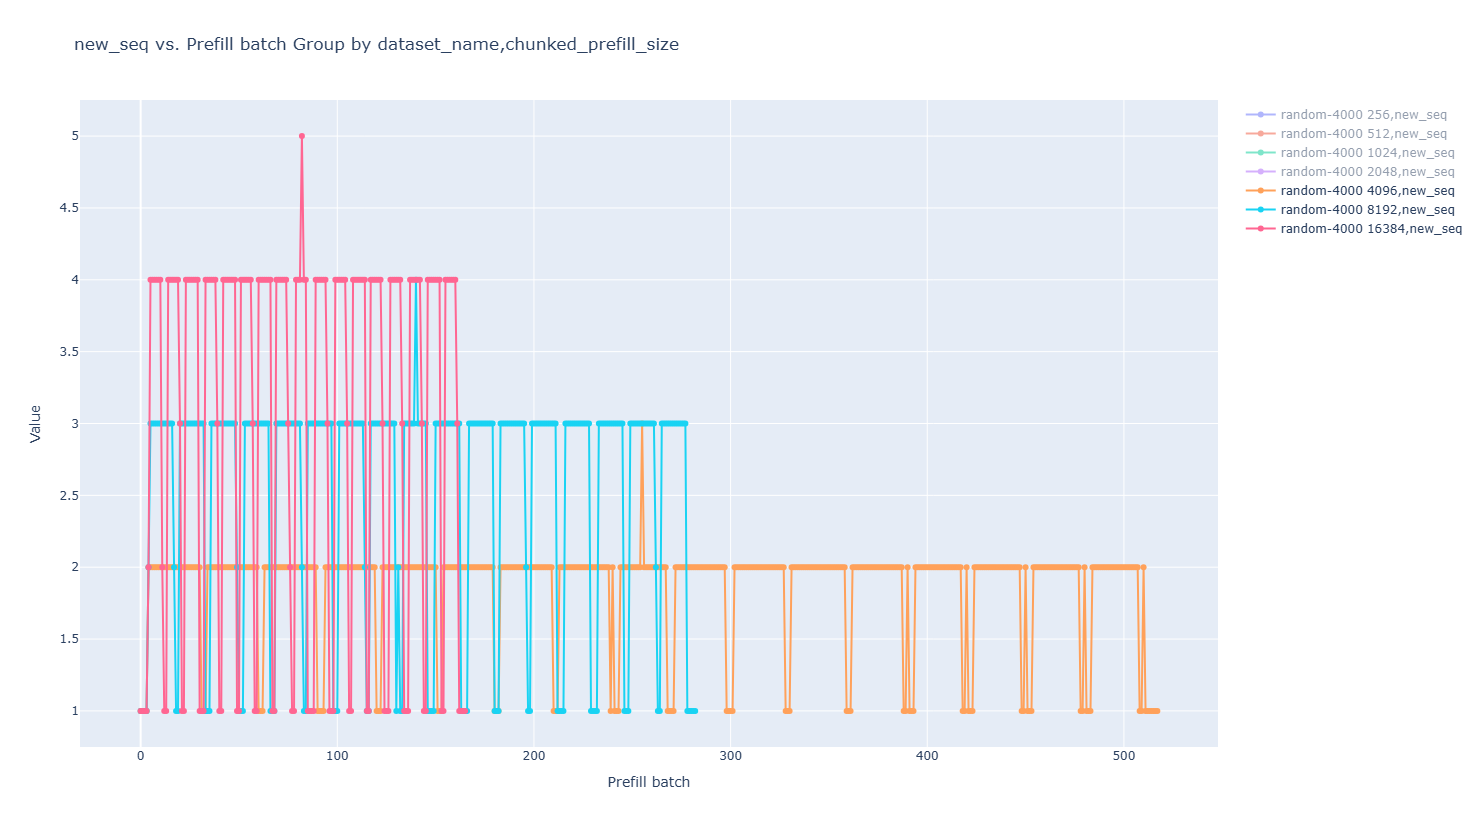 new_seq vs. Prefill batch Group by dataset_name,chunked_prefill_size
random-4000 256,new_seq
random-4000 512,new_seq
random-4000 1024,new_seq
random-4000 2048,new_seq
random-4000 4096,new_seq
random-4000 8192,new_seq
random-4000 16384,new_seq
5
4.5
4
3.5
3
2.5
2
1.5
1
Value
0
100
200
300
400
500
Prefill batch